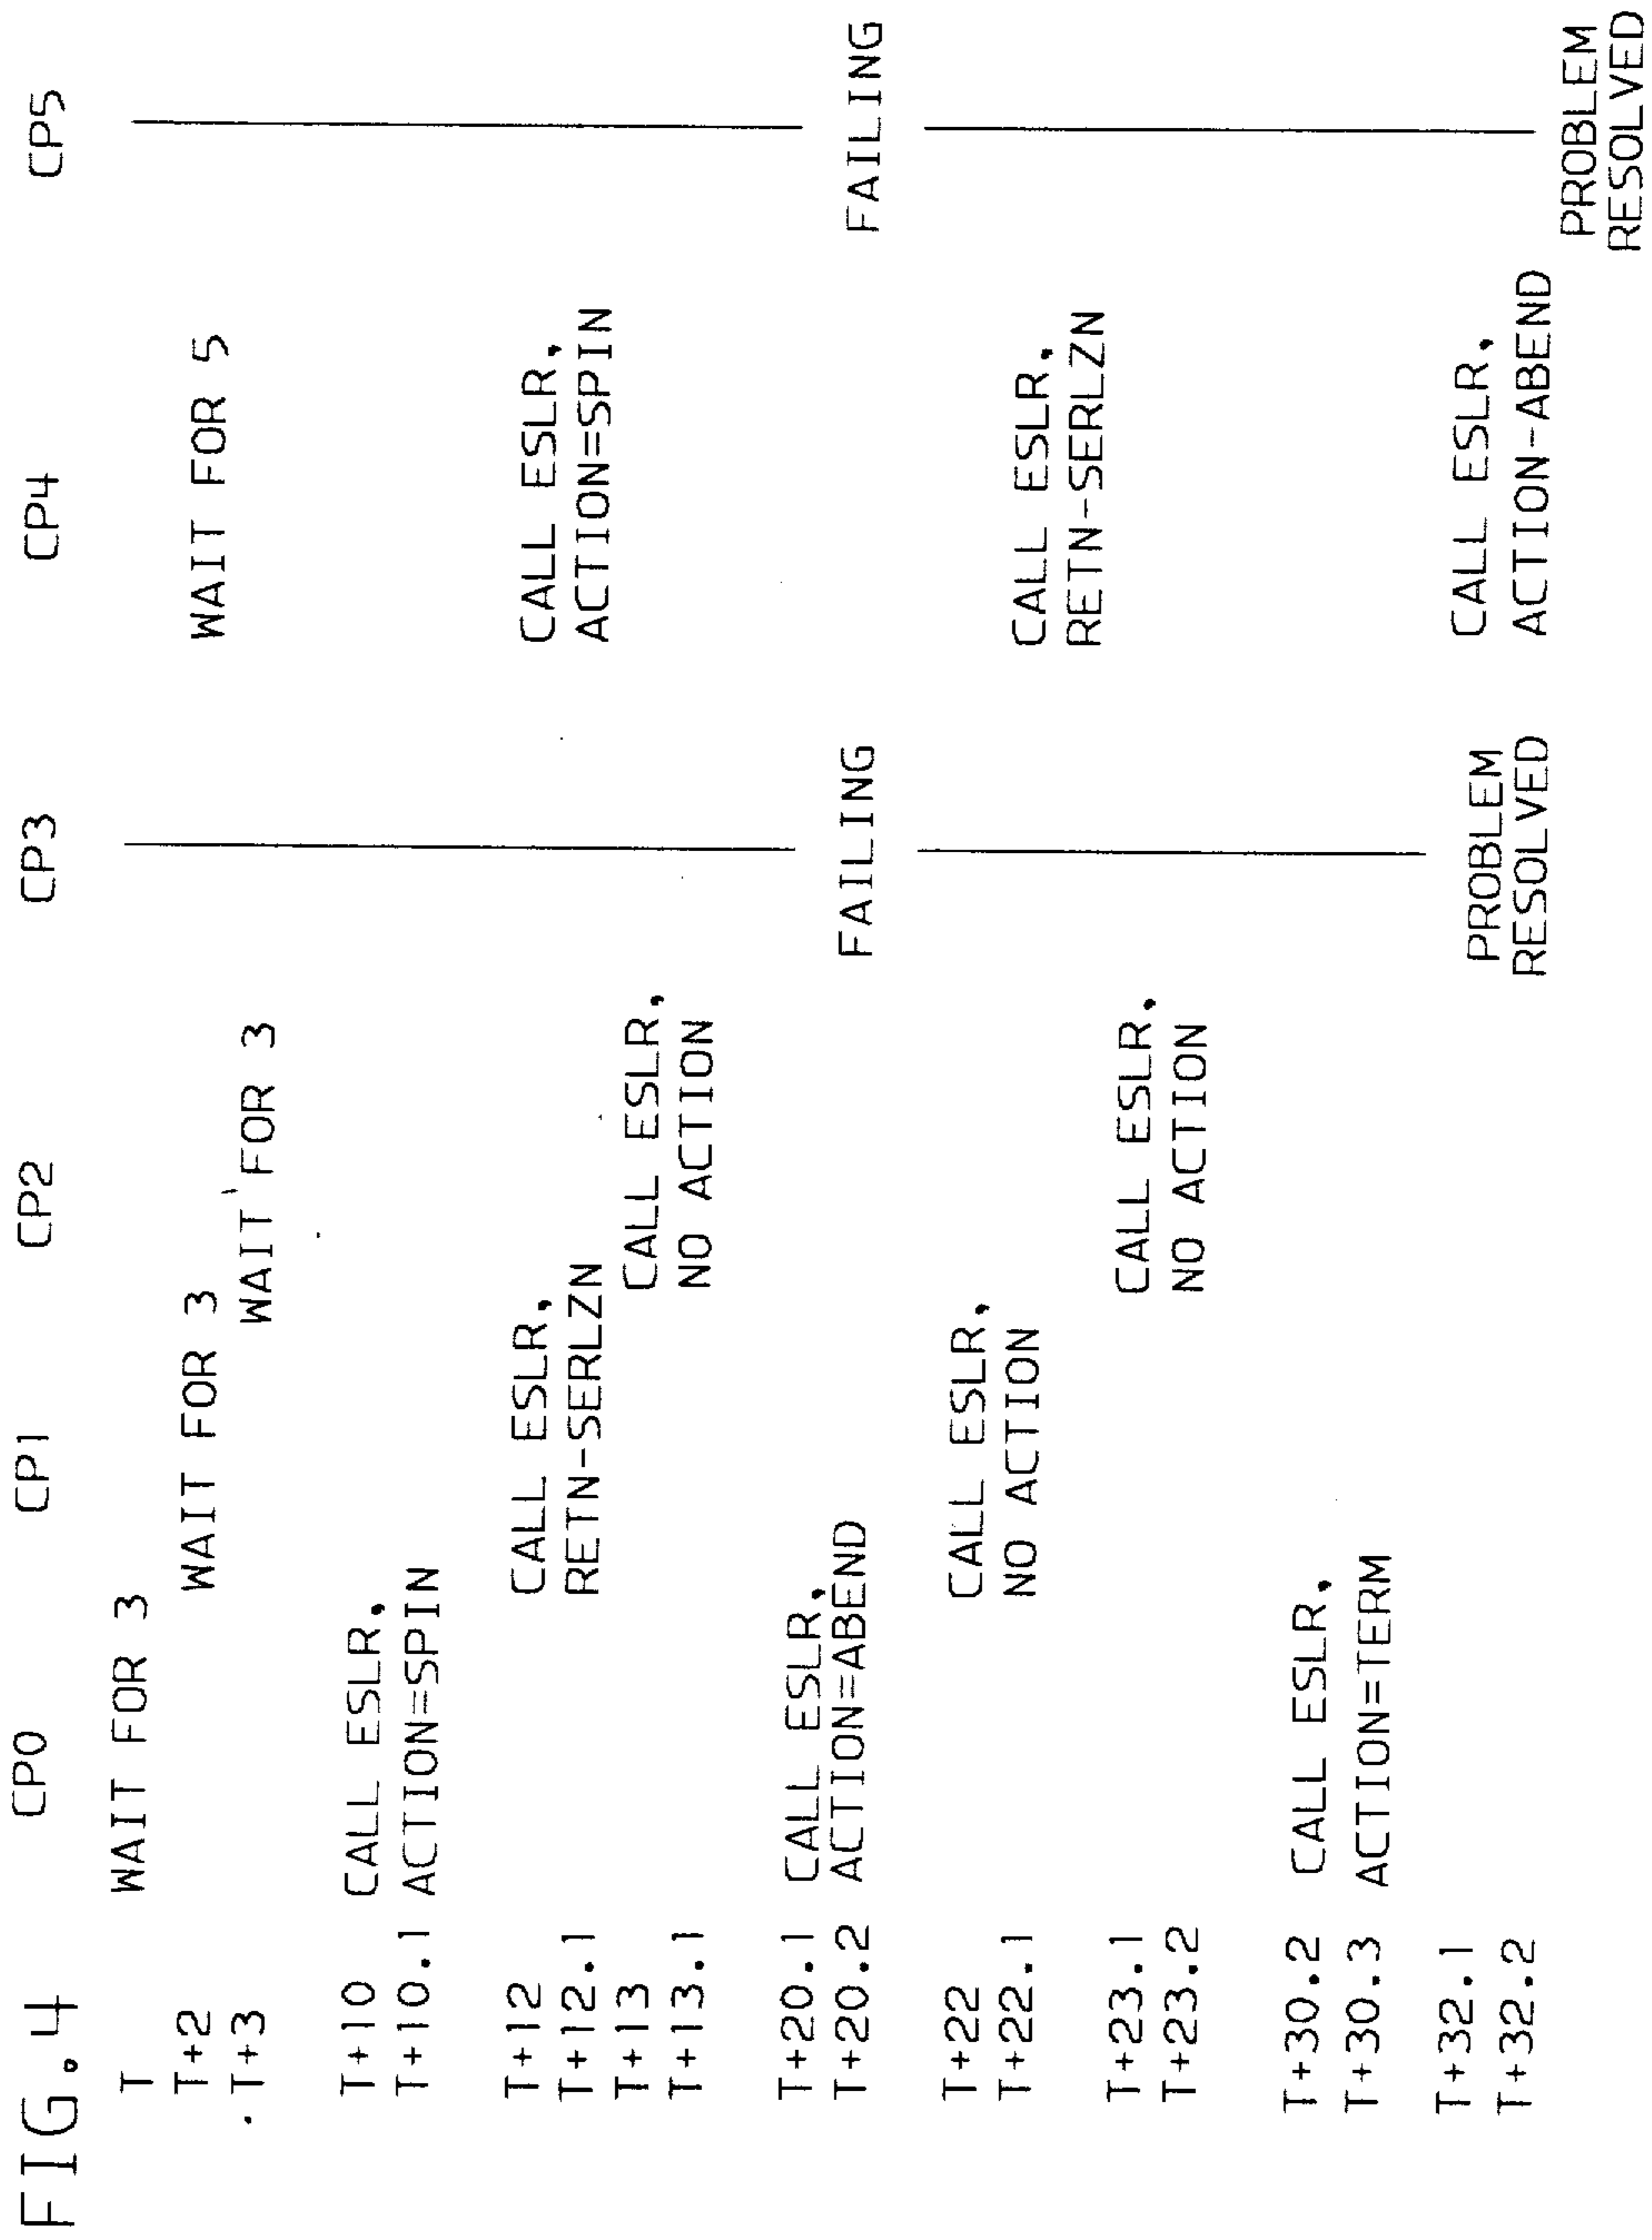 FIG. 4
CP0 CP1 CP2 CP3 CP4 CP5
T WAIT FOR 3
T+2 WAIT FOR 3 WAIT FOR 5
T+3 WAIT FOR 3
T+10 CALL ESLR,
T+10.1 ACTION=SPIN
T+12 CALL ESLR, CALL ESLR,
T+12.1 RETN-SERLZN ACTION=SPIN
T+13 CALL ESLR,
T+13.1 NO ACTION
T+20.1 CALL ESLR,
T+20.2 ACTION=ABEND FAILING FAILING
T+22 CALL ESLR, CALL ESLR,
T+22.1 NO ACTION RETN-SERLZN
T+23.1 CALL ESLR,
T+23.2 NO ACTION
T+30.2 CALL ESLR,
T+30.3 ACTION=TERM
T+32.1 PROBLEM CALL ESLR,
T+32.2 RESOLVED ACTION-ABEND
PROBLEM
RESOLVED